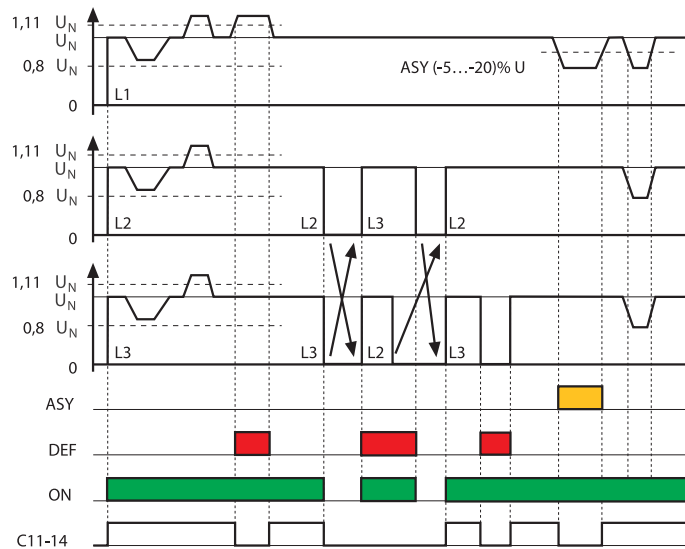 1,11 U_N
U_N
0,8 U_N
ASY (-5...-20)% U
0
L1
1,11 U_N
U_N
0,8 U_N
L2 L2 L3 L2
0
1,11 U_N
U_N
0,8 U_N
L3 L3 L2 L3
0
ASY
DEF
ON
C11-14